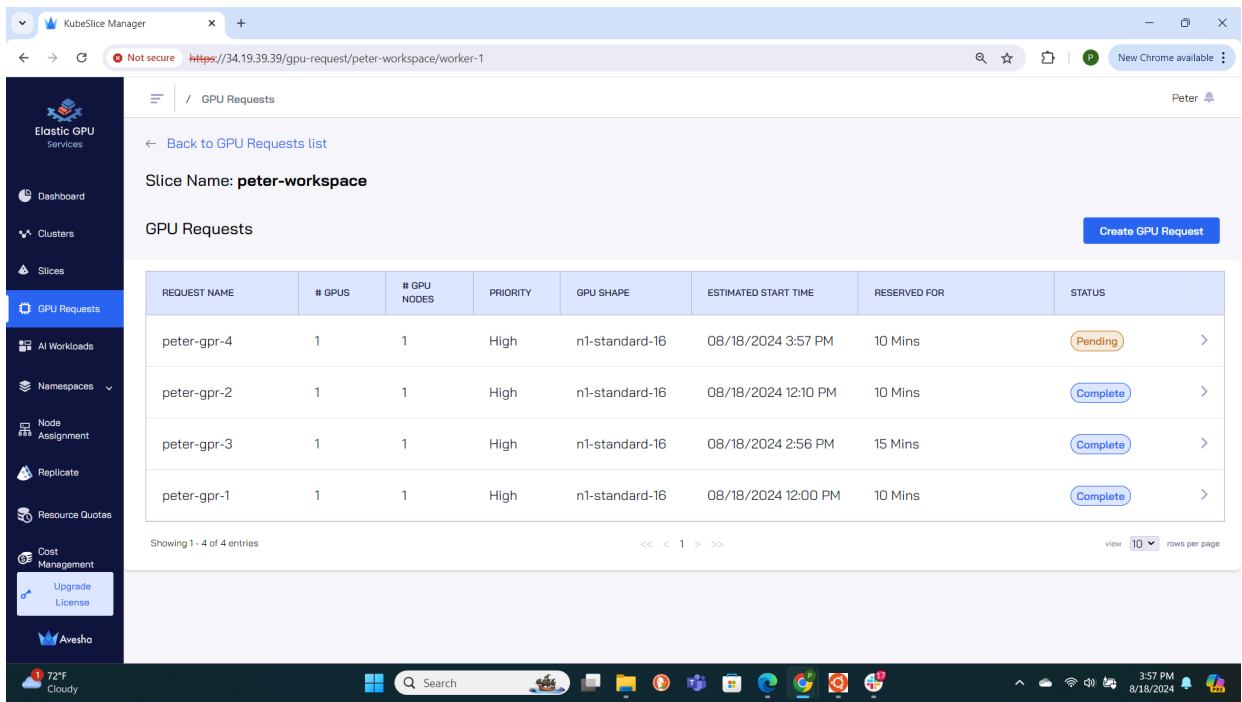 KubeSlice Manager
Not secure https://34.19.39.39/gpu-request/peter-workspace/worker-1
P
New Chrome available
Elastic GPU
Services
/ GPU Requests
Peter
← Back to GPU Requests list
Slice Name: peter-workspace
GPU Requests
Create GPU Request
Dashboard
Clusters
Slices
GPU Requests
AI Workloads
Namespaces
Node
Assignment
Replicate
Resource Quotas
Cost
Management
Upgrade
License
Avesha
REQUEST NAME # GPUS # GPU NODES PRIORITY GPU SHAPE ESTIMATED START TIME RESERVED FOR STATUS
peter-gpr-4 1 1 High n1-standard-16 08/18/2024 3:57 PM 10 Mins Pending
peter-gpr-2 1 1 High n1-standard-16 08/18/2024 12:10 PM 10 Mins Complete
peter-gpr-3 1 1 High n1-standard-16 08/18/2024 2:56 PM 15 Mins Complete
peter-gpr-1 1 1 High n1-standard-16 08/18/2024 12:00 PM 10 Mins Complete
Showing 1 - 4 of 4 entries << < 1 > >> view 10 rows per page
1
72°F
Cloudy
Search
17
3:57 PM
8/18/2024